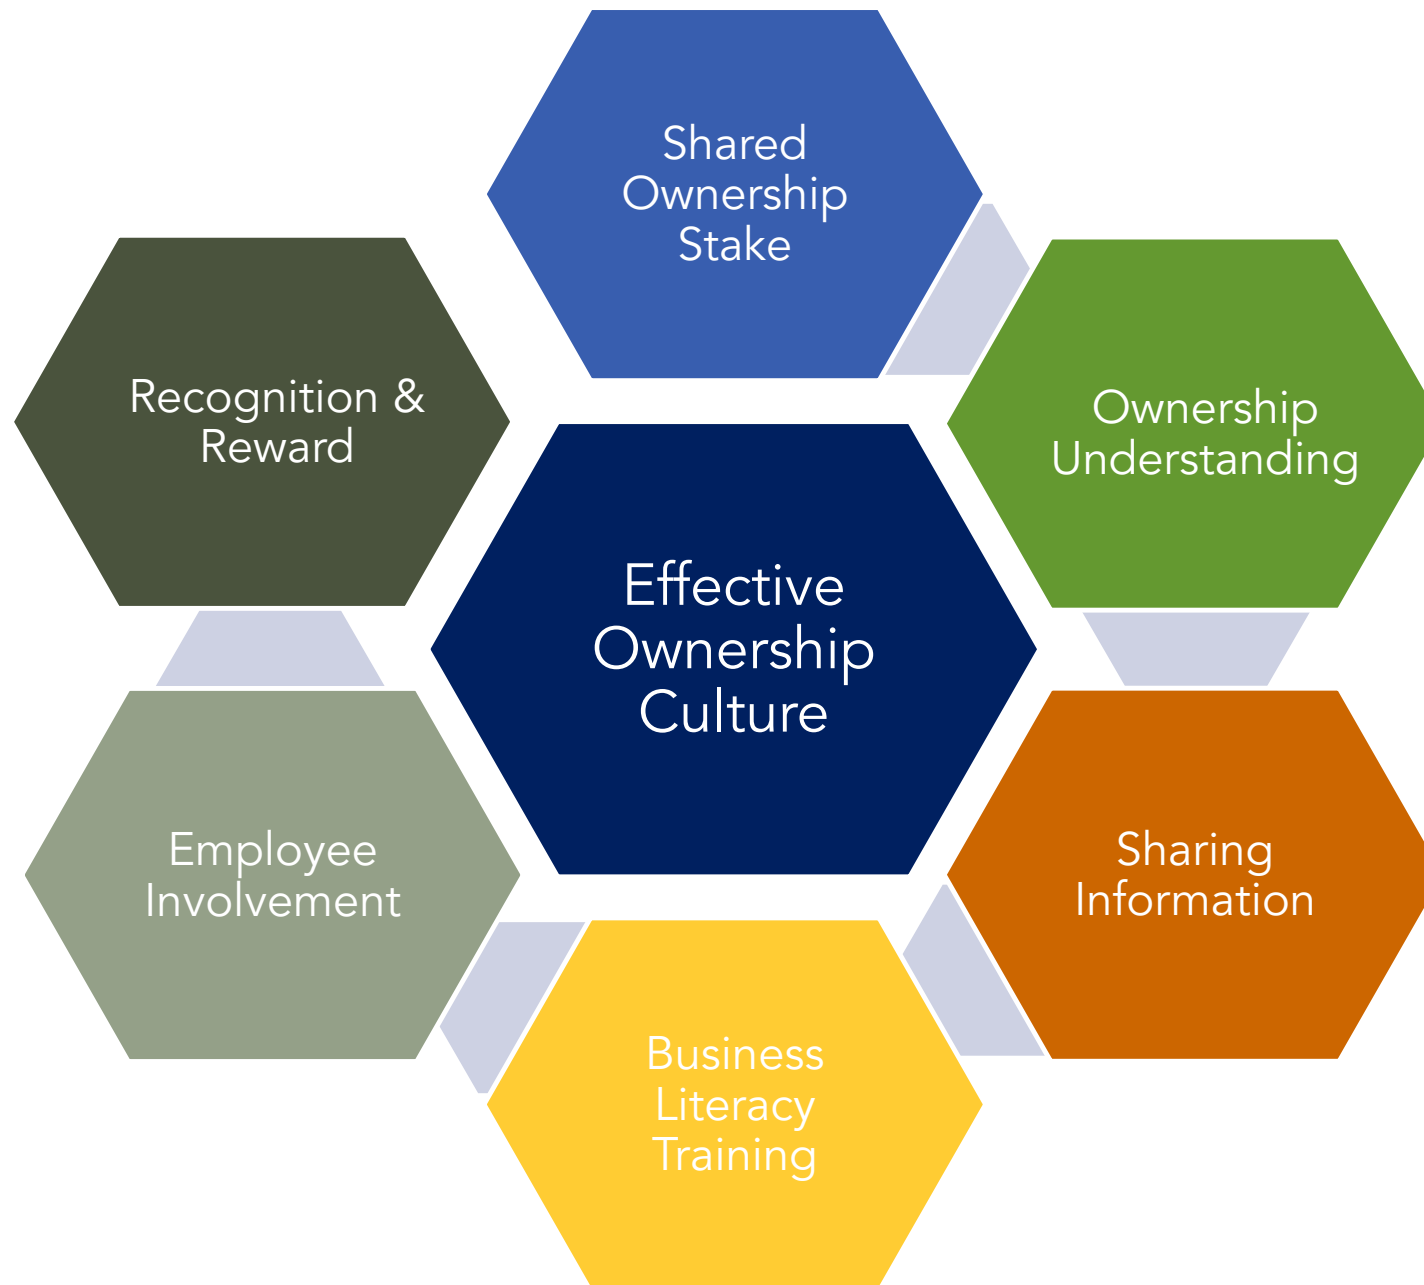 Shared
Ownership
Stake
Recognition &
Reward
Ownership
Understanding
Effective
Ownership
Culture
Employee
Involvement
Sharing
Information
Business
Literacy
Training